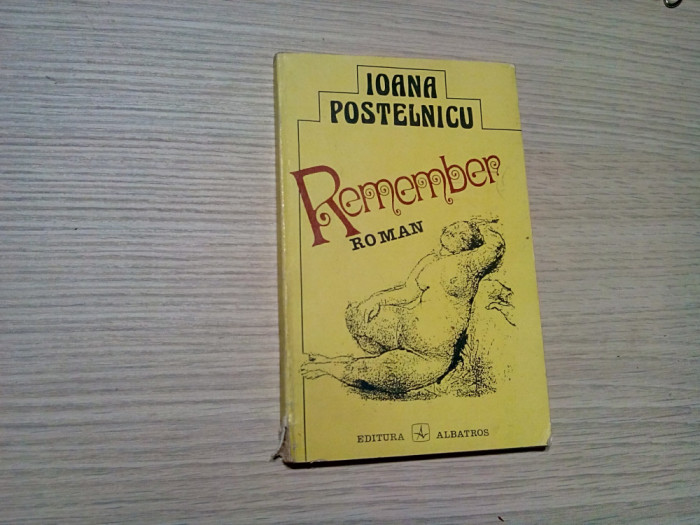 IOANA
POSTELNICU
Remember
ROMAN
EDITURA ALBATROS